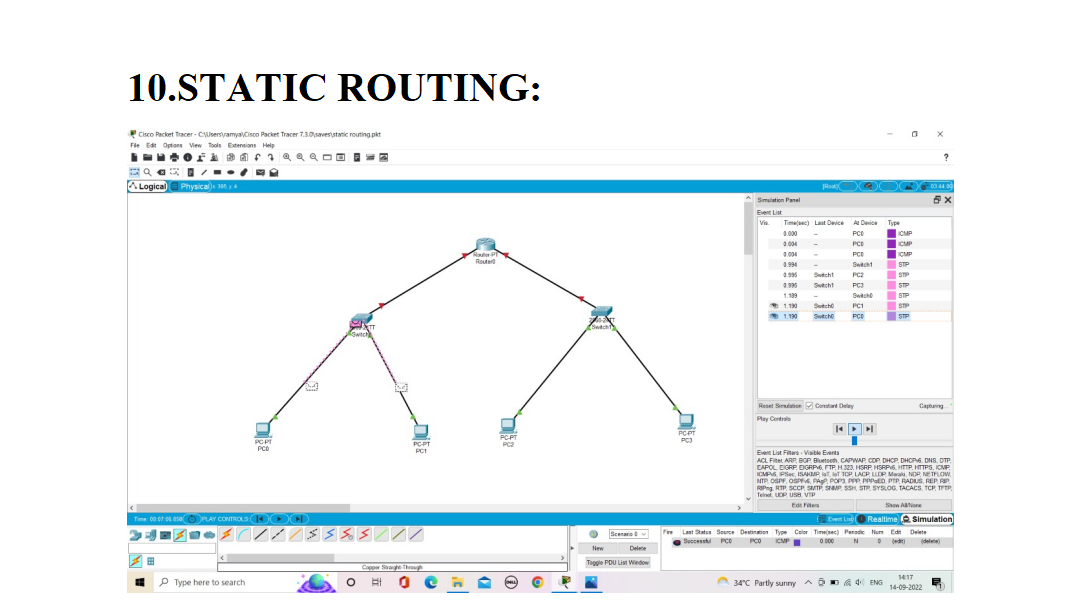 10.STATIC ROUTING:
Cisco Packet Tracer - C:\Users\ramya\Cisco Packet Tracer 7.3.0\saves\static routing.pkt
File Edit Options View Tools Extensions Help
?
Logical Physical x: 305, y: 4 [Root] 03:44:00
Simulation Panel
Event List
Vis. Time(sec) Last Device At Device Type
0.000 -- PC0 ICMP
0.004 -- PC0 ICMP
0.004 -- PC0 ICMP
0.994 -- Switch1 STP
0.995 Switch1 PC2 STP
0.995 Switch1 PC3 STP
1.189 -- Switch0 STP
1.190 Switch0 PC1 STP
1.190 Switch0 PC0 STP
Router-PT
Router0
Switch1
PC-PT
PC0
PC-PT
PC1
PC-PT
PC2
PC-PT
PC3
Reset Simulation Constant Delay Capturing...
Play Controls
Event List Filters - Visible Events
ACL Filter, ARP, BGP, Bluetooth, CAPWAP, CDP, DHCP, DHCPv6, DNS, DTP,
EAPOL, EIGRP, EIGRPv6, FTP, H.323, HSRP, HSRPv6, HTTP, HTTPS, ICMP,
ICMPv6, IPSec, ISAKMP, IoT, IoT TCP, LACP, LLDP, Meraki, NDP, NETFLOW,
NTP, OSPF, OSPFv6, PAgP, POP3, PPP, PPPoED, PTP, RADIUS, REP, RIP,
RIPng, RTP, SCCP, SMTP, SNMP, SSH, STP, SYSLOG, TACACS, TCP, TFTP,
Telnet, UDP, USB, VTP
Edit Filters Show All/None
Time: 00:07:06.858 PLAY CONTROLS: Event List Realtime Simulation
Scenario 0
New Delete
Toggle PDU List Window
Fire Last Status Source Destination Type Color Time(sec) Periodic Num Edit Delete
Successful PC0 PC0 ICMP 0.000 N 0 (edit) (delete)
Copper Straight-Through
Type here to search
DELL
34°C Partly sunny ENG
14:17
14-09-2022
1